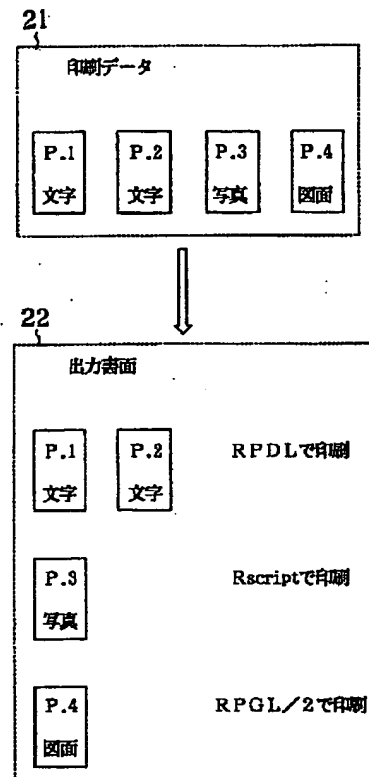 21
印刷データ
P.1 P.2 P.3 P.4
文字 文字 写真 図面
22
出力書面
P.1 P.2 RPDLで印刷
文字 文字
P.3 Rscriptで印刷
写真
P.4 RPGL／2で印刷
図面